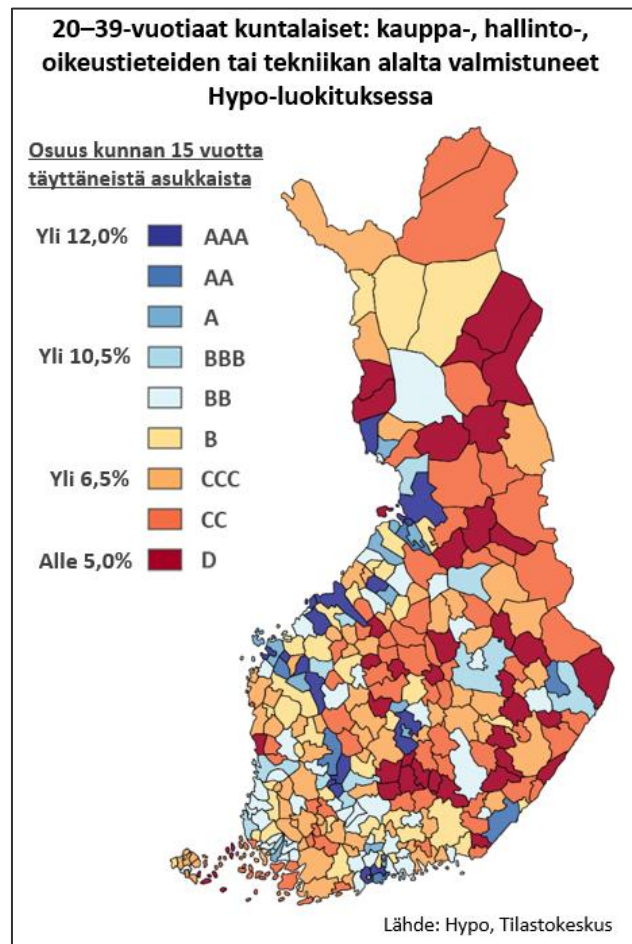 20–39-vuotiaat kuntalaiset: kauppa-, hallinto-,
oikeustieteiden tai tekniikan alalta valmistuneet
Hypo-luokituksessa
Osuus kunnan 15 vuotta
täyttäneistä asukkaista
Yli 12,0% AAA
AA
A
Yli 10,5% BBB
BB
B
Yli 6,5% CCC
CC
Alle 5,0% D
Lähde: Hypo, Tilastokeskus